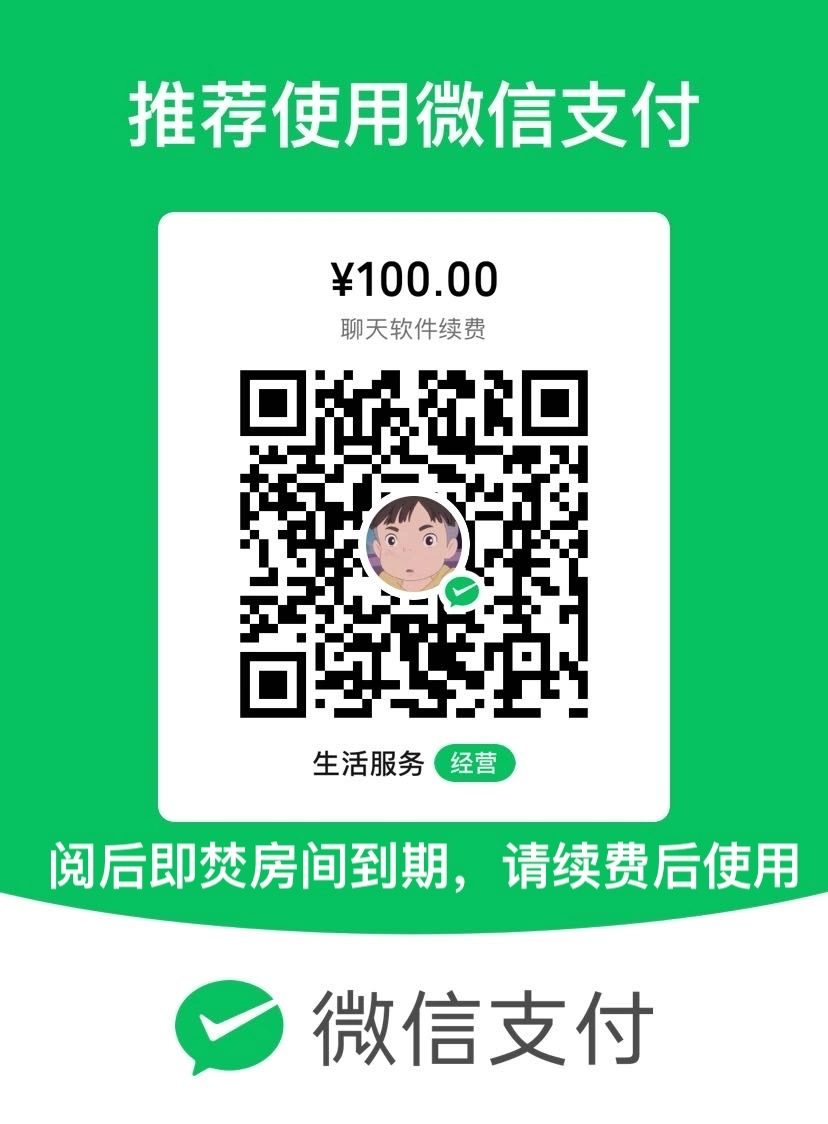 推荐使用微信支付
¥100.00
聊天软件续费
生活服务 经营
阅后即焚房间到期，请续费后使用
微信支付